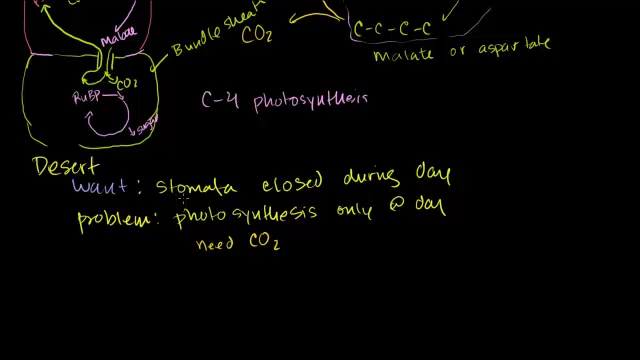 Malate
CO2
RuBP
sugar
Bundle sheath
CO2
C-C-C-C
malate or aspartate
C-4 photosynthesis
Desert
want: stomata closed during day
problem: photosynthesis only @ day
need CO2